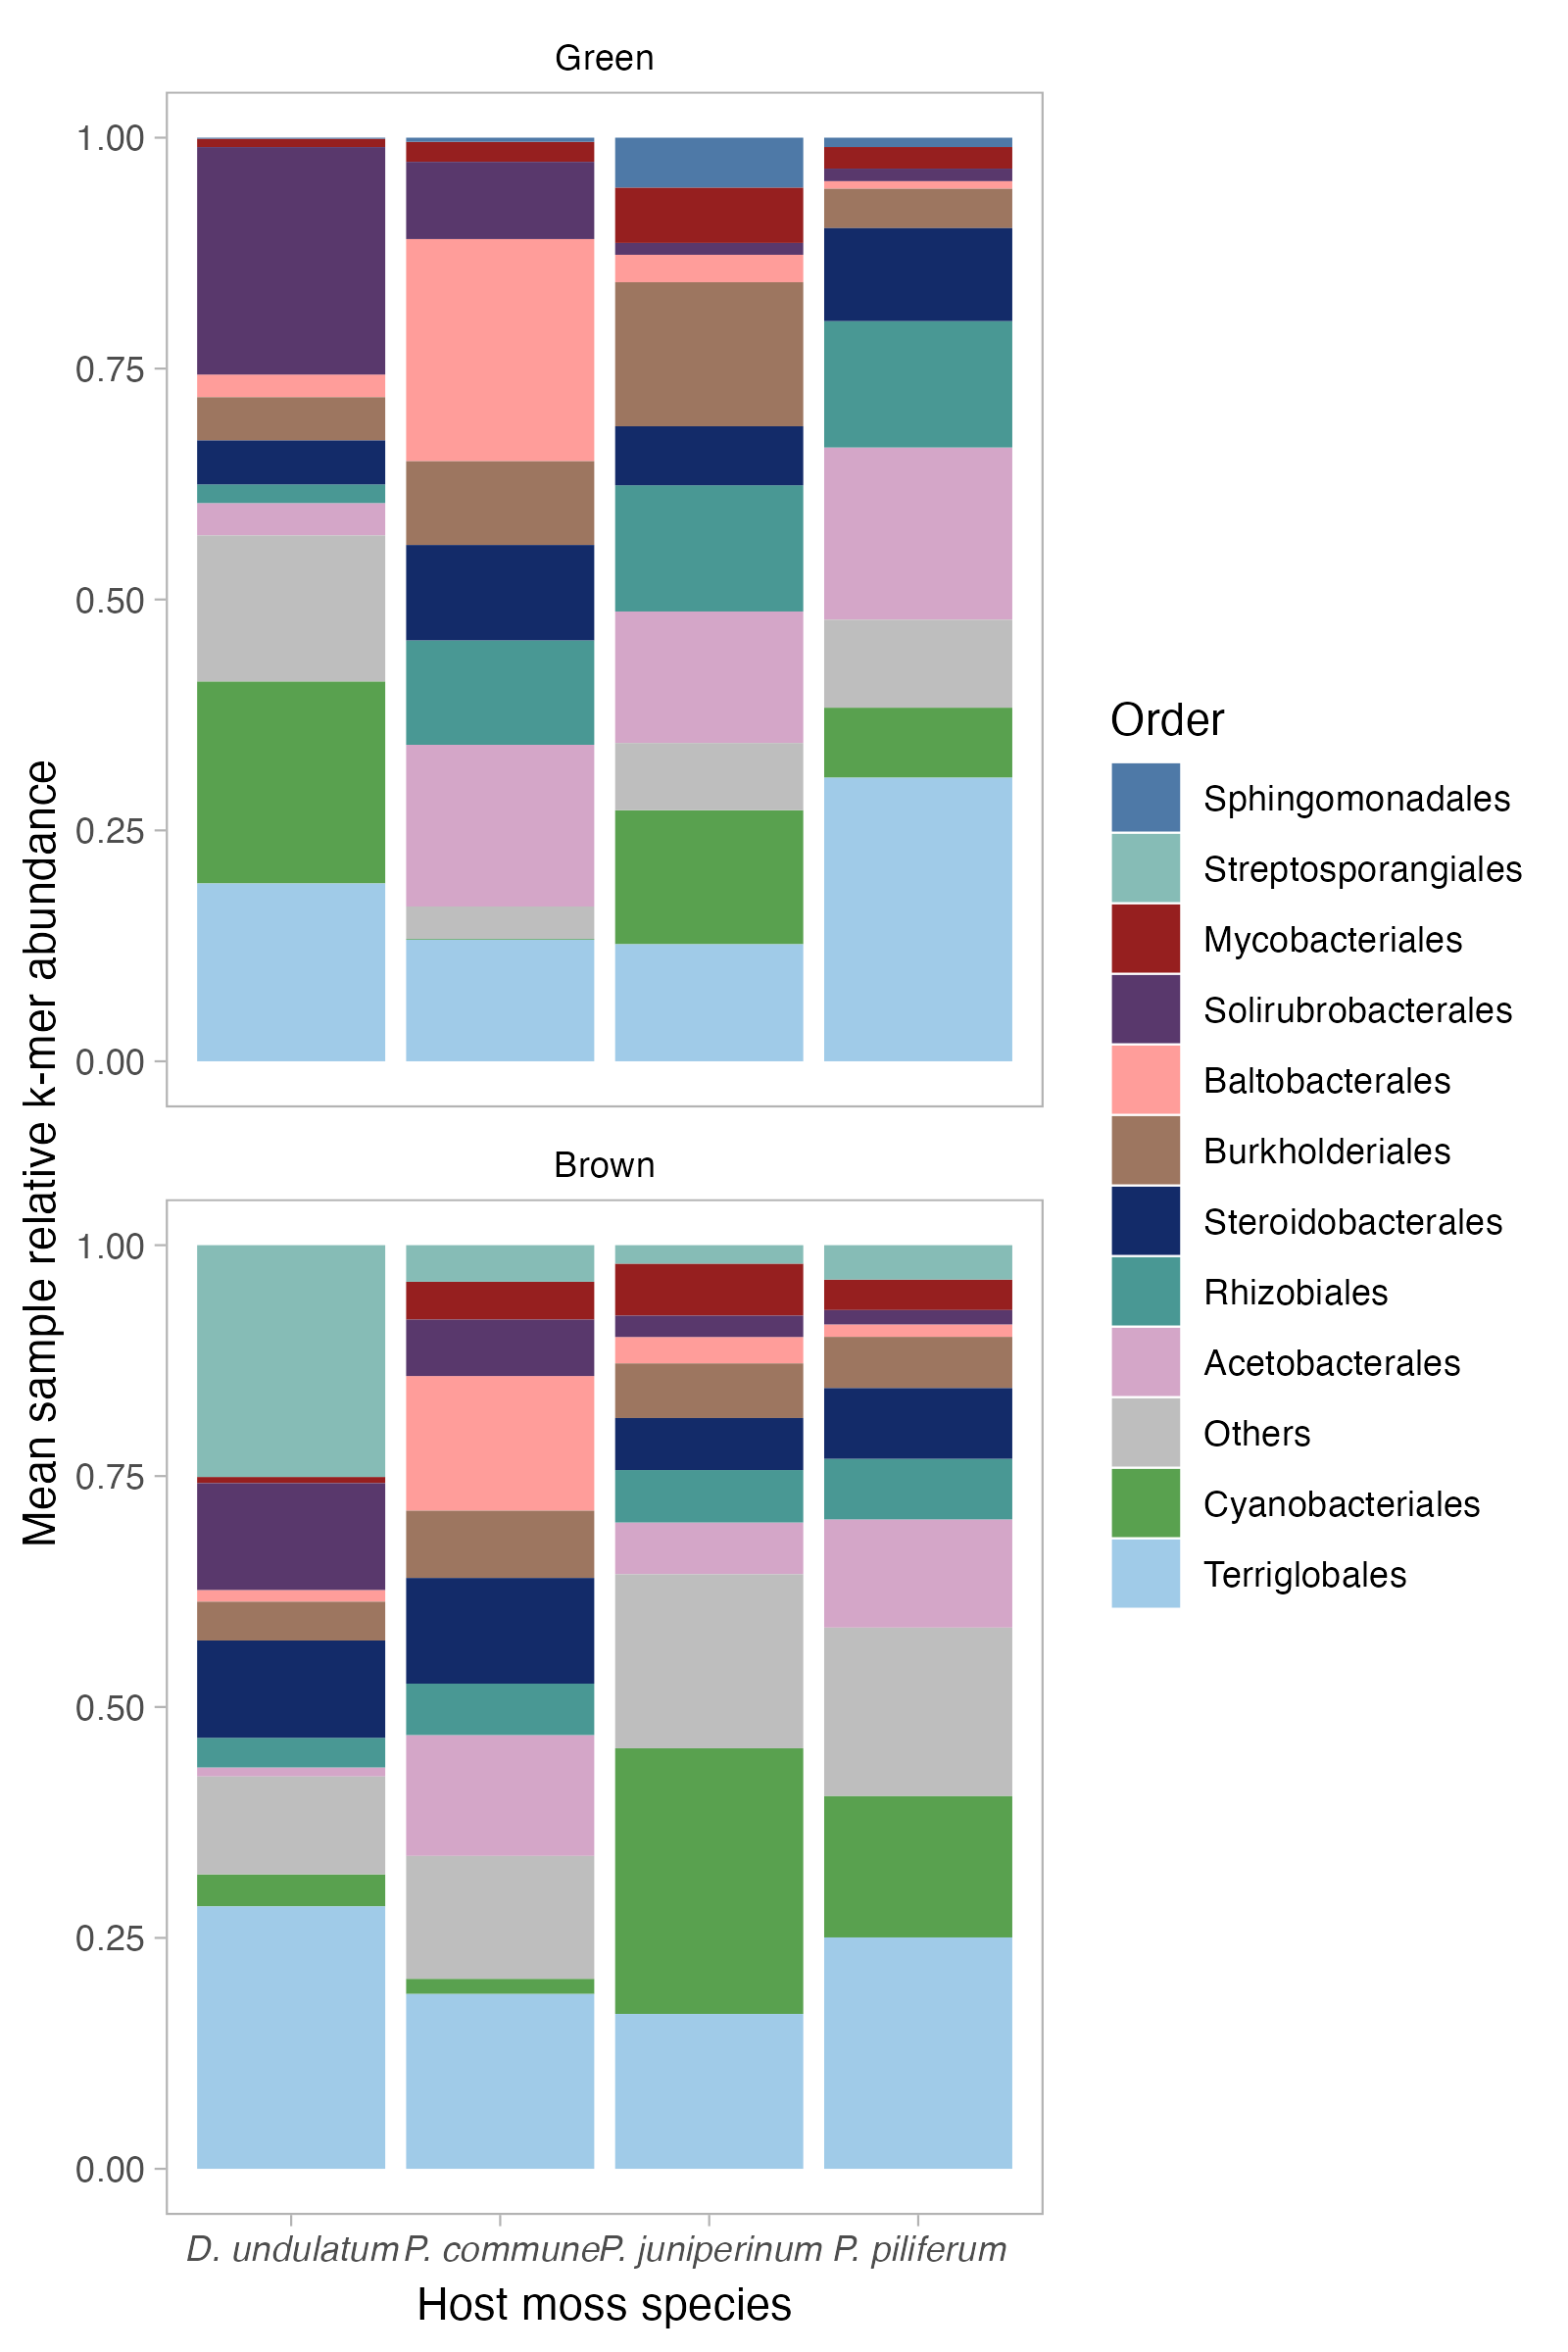 Green
1.00
0.75
0.50
0.25
0.00
Brown
1.00
0.75
0.50
0.25
0.00
D. undulatum P. commune P. juniperinum P. piliferum
Host moss species
Mean sample relative k-mer abundance
Order
Sphingomonadales
Streptosporangiales
Mycobacteriales
Solirubrobacterales
Baltobacterales
Burkholderiales
Steroidobacterales
Rhizobiales
Acetobacterales
Others
Cyanobacteriales
Terriglobales